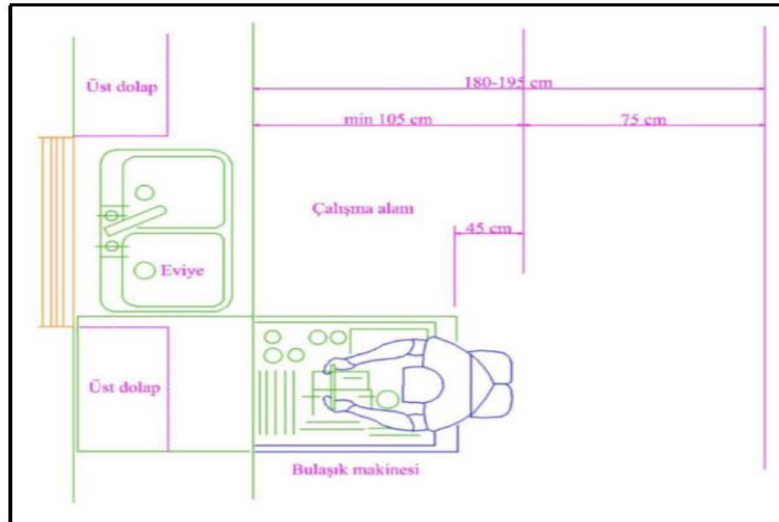 Üst dolap
180-195 cm
min 105 cm
75 cm
Çalışma alanı
45 cm
Eviye
Üst dolap
Bulaşık makinesi